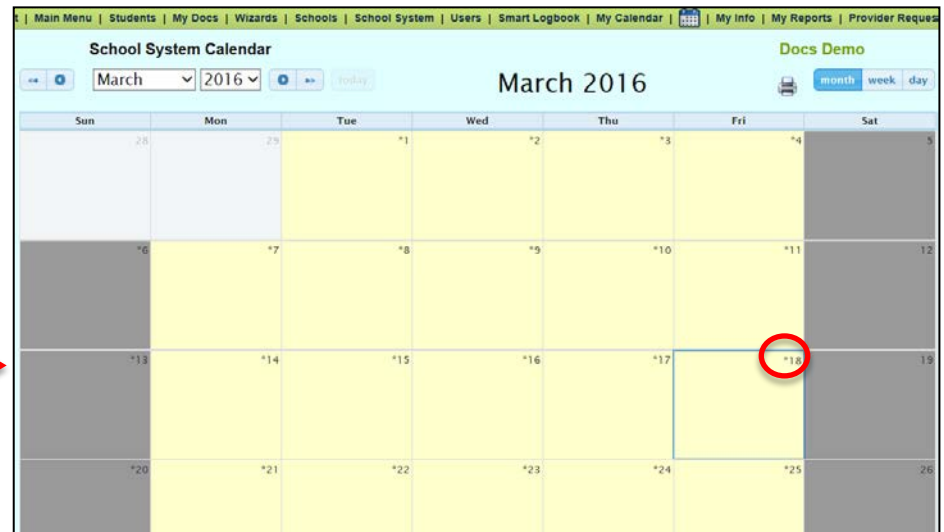 t | Main Menu | Students | My Docs | Wizards | Schools | School System | Users | Smart Logbook | My Calendar | | My Info | My Reports | Provider Reques
School System Calendar
Docs Demo
March 2016 today
March 2016
month week day
Sun Mon Tue Wed Thu Fri Sat
28 29 *1 *2 *3 *4 5
*6 *7 *8 *9 *10 *11 12
*13 *14 *15 *16 *17 *18 19
*20 *21 *22 *23 *24 *25 26